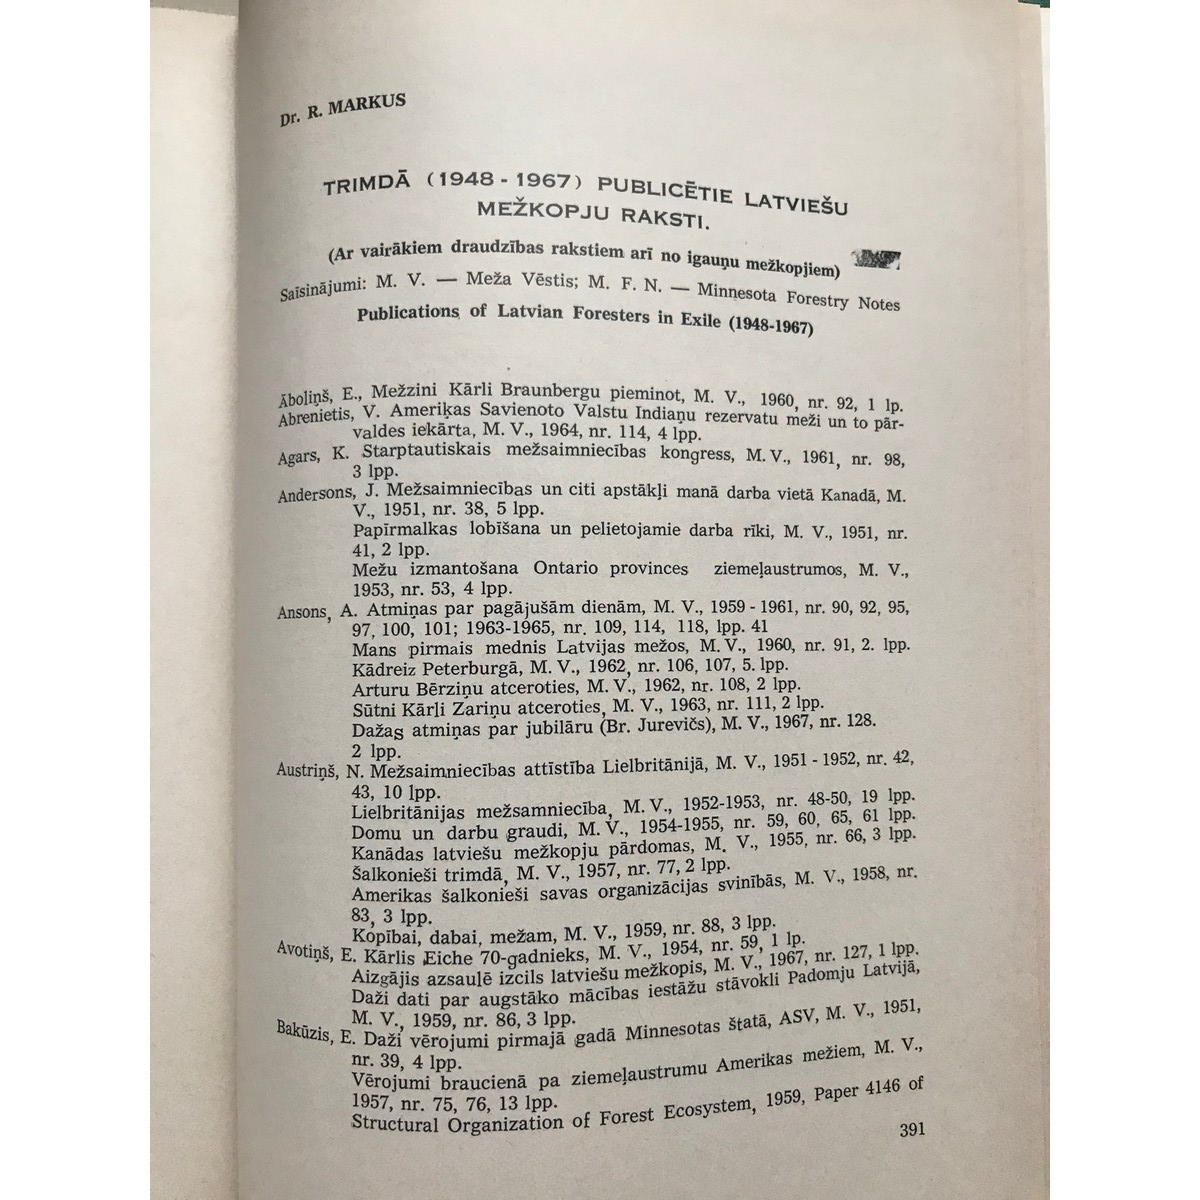 Dr. R. MARKUS
TRIMDĀ (1948 - 1967) PUBLICĒTIE LATVIEŠU
MEŽKOPJU RAKSTI.
(Ar vairākiem draudzības rakstiem arī no igauņu mežkopjiem)
Saīsinājumi: M. V. — Meža Vēstis; M. F. N. — Minnesota Forestry Notes
Publications of Latvian Foresters in Exile (1948-1967)
Āboliņš, E., Mežzini Kārli Braunbergu pieminot, M. V., 1960, nr. 92, 1 lp.
Abrenietis, V. Ameriķas Savienoto Valstu Indiaņu rezervatu meži un to pār-
valdes iekārta, M. V., 1964, nr. 114, 4 lpp.
Agars, K. Starptautiskais mežsaimniecības kongress, M. V., 1961, nr. 98,
3 lpp.
Andersons, J. Mežsaimniecības un citi apstākļi manā darba vietā Kanadā, M.
V., 1951, nr. 38, 5 lpp.
Papīrmalkas lobīšana un pelietojamie darba rīki, M. V., 1951, nr.
41, 2 lpp.
Mežu izmantošana Ontario provinces ziemeļaustrumos, M. V.,
1953, nr. 53, 4 lpp.
Ansons, A. Atmiņas par pagājušām dienām, M. V., 1959 - 1961, nr. 90, 92, 95,
97, 100, 101; 1963-1965, nr. 109, 114, 118, lpp. 41
Mans pirmais mednis Latvijas mežos, M. V., 1960, nr. 91, 2. lpp.
Kādreiz Peterburgā, M. V., 1962, nr. 106, 107, 5. lpp.
Arturu Bērziņu atceroties, M. V., 1962, nr. 108, 2 lpp.
Sūtni Kārļi Zariņu atceroties, M. V., 1963, nr. 111, 2 lpp.
Dažag atmiņas par jubilāru (Br. Jurevičs), M. V., 1967, nr. 128.
2 lpp.
Austriņš, N. Mežsaimniecības attīstība Lielbritānijā, M. V., 1951 - 1952, nr. 42,
43, 10 lpp.
Lielbritānijas mežsamniecība, M. V., 1952-1953, nr. 48-50, 19 lpp.
Domu un darbu graudi, M. V., 1954-1955, nr. 59, 60, 65, 61 lpp.
Kanādas latviešu mežkopju pārdomas, M. V., 1955, nr. 66, 3 lpp.
Šalkonieši trimdā, M. V., 1957, nr. 77, 2 lpp.
Amerikas šalkonieši savas organizācijas svinībās, M. V., 1958, nr.
83, 3 lpp.
Kopībai, dabai, mežam, M. V., 1959, nr. 88, 3 lpp.
Avotiņš, E. Kārlis Eiche 70-gadnieks, M. V., 1954, nr. 59, 1 lp.
Aizgājis azsaulē izcils latviešu mežkopis, M. V., 1967, nr. 127, 1 lpp.
Daži dati par augstāko mācības iestāžu stāvokli Padomju Latvijā,
M. V., 1959, nr. 86, 3 lpp.
Bakūzis, E. Daži vērojumi pirmajā gadā Minnesotas štatā, ASV, M. V., 1951,
nr. 39, 4 lpp.
Vērojumi braucienā pa ziemeļaustrumu Amerikas mežiem, M. V.,
1957, nr. 75, 76, 13 lpp.
Structural Organization of Forest Ecosystem, 1959, Paper 4146 of
391